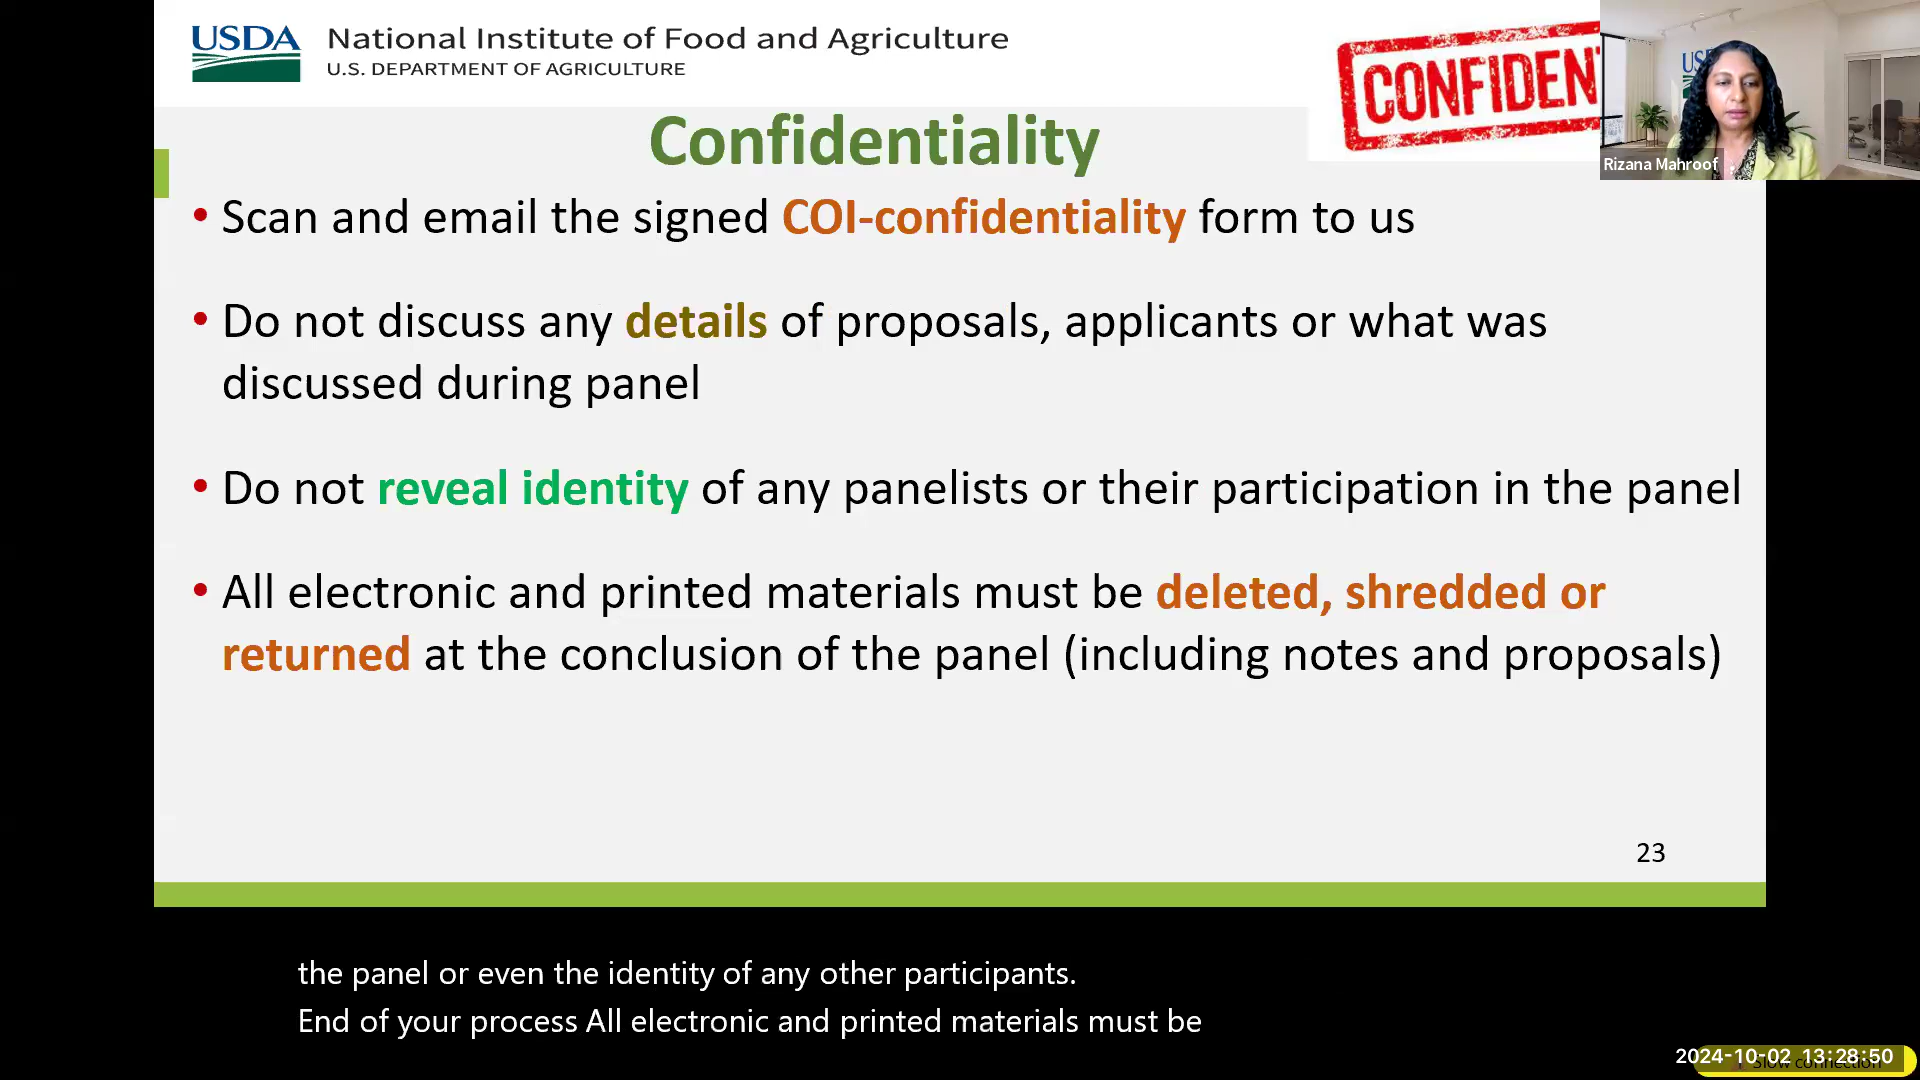 USDA
National Institute of Food and Agriculture
U.S. DEPARTMENT OF AGRICULTURE
CONFIDEN
US
Rizana Mahroof
Confidentiality
• Scan and email the signed COI-confidentiality form to us
• Do not discuss any details of proposals, applicants or what was
discussed during panel
• Do not reveal identity of any panelists or their participation in the panel
• All electronic and printed materials must be deleted, shredded or
returned at the conclusion of the panel (including notes and proposals)
23
the panel or even the identity of any other participants.
End of your process All electronic and printed materials must be
2024-10-02 13:28:50
Slow connection